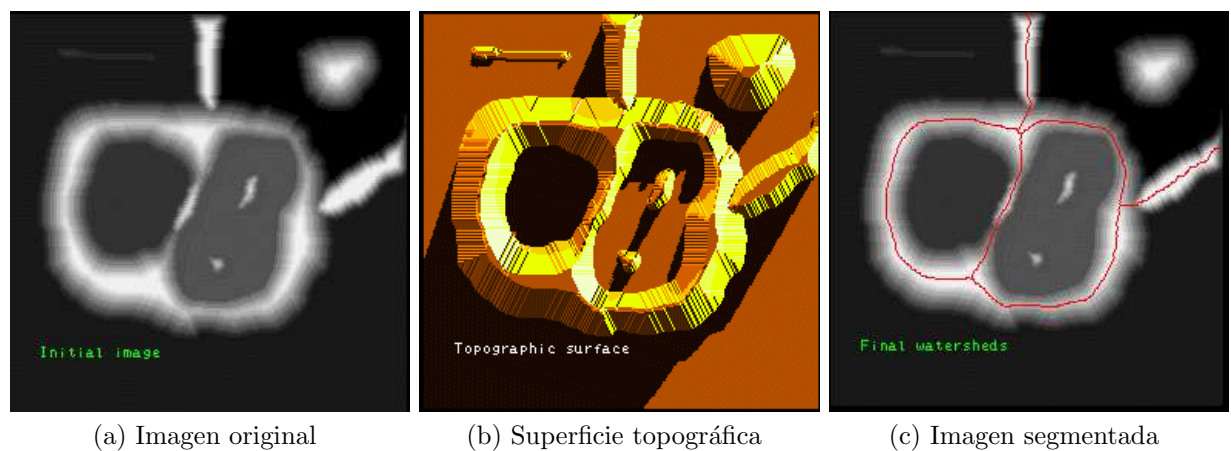 Initial image
Topographic surface
Final watersheds
(a) Imagen original
(b) Superficie topográfica
(c) Imagen segmentada